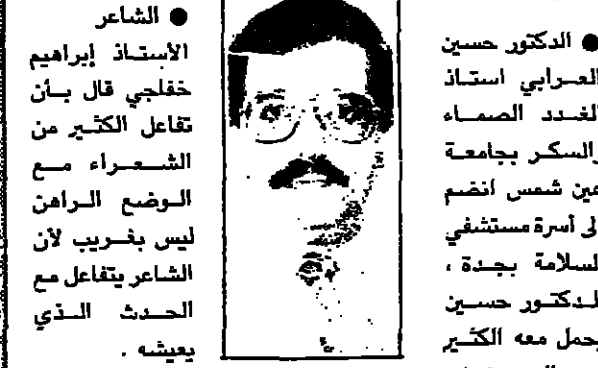 ● الدكتور حسين
العرابي استاذ
الغدد الصماء
والسكر بجامعة
عين شمس انضم
الى أسرة مستشفي
السلامة بجدة ،
الدكتور حسين
يحمل معه الكثير
● الشاعر
الأستاذ إبراهيم
خفاجي قال بأن
تفاعل الكثير من
الشعراء مع
الوضع الراهن
ليس بغريب لأن
الشاعر يتفاعل مع
الحدث الذي
يعيشه .